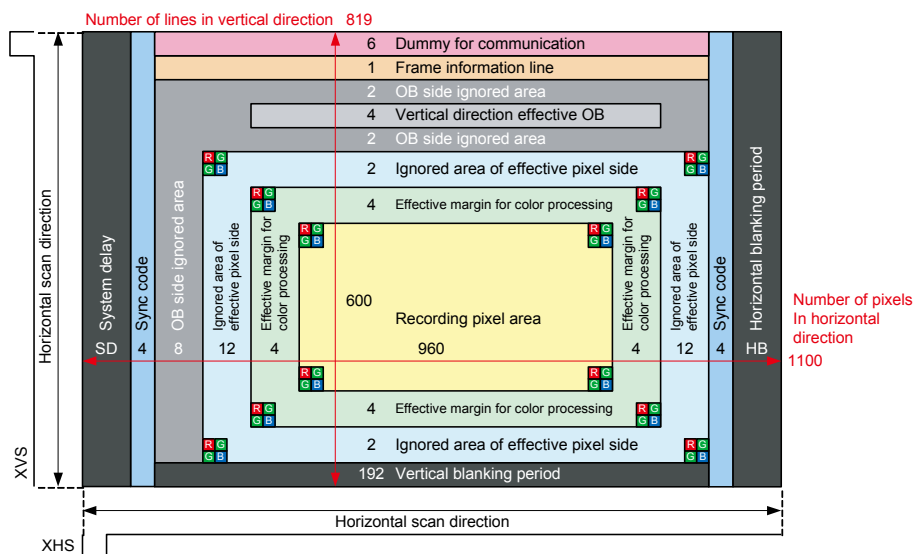 Number of lines in vertical direction 819
6 Dummy for communication
1 Frame information line
2 OB side ignored area
4 Vertical direction effective OB
2 OB side ignored area
R G R G
G B G B
2 Ignored area of effective pixel side
R G R G
G B G B
4 Effective margin for color processing
R G R G
G B G B
Horizontal scan direction
System delay
Sync code
OB side ignored area
Ignored area of
effective pixel side
Effective margin for
color processing
600
Recording pixel area
Effective margin for
color processing
Ignored area of
effective pixel side
Sync code
Horizontal blanking period
Number of pixels
In horizontal
direction
1100
SD 4 8 12 4 960 4 12 4 HB
R G R G
G B G B
4 Effective margin for color processing
R G R G
G B G B
2 Ignored area of effective pixel side
R G R G
G B G B
192 Vertical blanking period
XVS
Horizontal scan direction
XHS